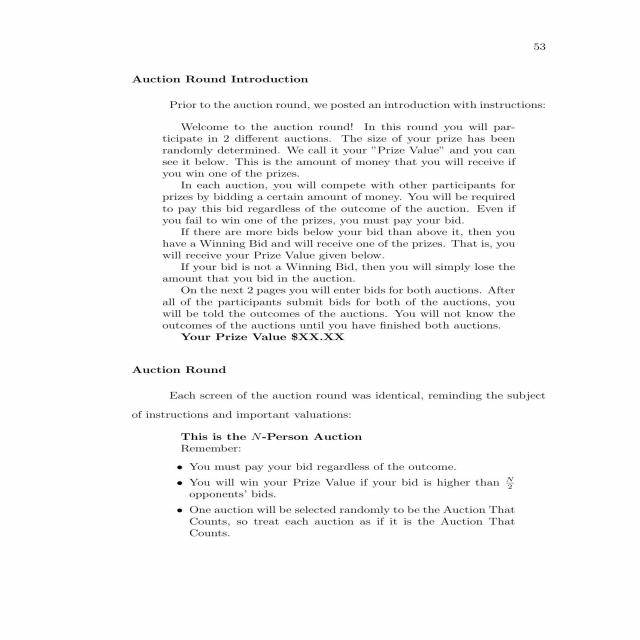 53
Auction Round Introduction
Prior to the auction round, we posted an introduction with instructions:
Welcome to the auction round! In this round you will par-
ticipate in 2 different auctions. The size of your prize has been
randomly determined. We call it your ”Prize Value” and you can
see it below. This is the amount of money that you will receive if
you win one of the prizes.
In each auction, you will compete with other participants for
prizes by bidding a certain amount of money. You will be required
to pay this bid regardless of the outcome of the auction. Even if
you fail to win one of the prizes, you must pay your bid.
If there are more bids below your bid than above it, then you
have a Winning Bid and will receive one of the prizes. That is, you
will receive your Prize Value given below.
If your bid is not a Winning Bid, then you will simply lose the
amount that you bid in the auction.
On the next 2 pages you will enter bids for both auctions. After
all of the participants submit bids for both of the auctions, you
will be told the outcomes of the auctions. You will not know the
outcomes of the auctions until you have finished both auctions.
Your Prize Value $XX.XX
Auction Round
Each screen of the auction round was identical, reminding the subject
of instructions and important valuations:
This is the N-Person Auction
Remember:
• You must pay your bid regardless of the outcome.
• You will win your Prize Value if your bid is higher than N/2
opponents' bids.
• One auction will be selected randomly to be the Auction That
Counts, so treat each auction as if it is the Auction That
Counts.